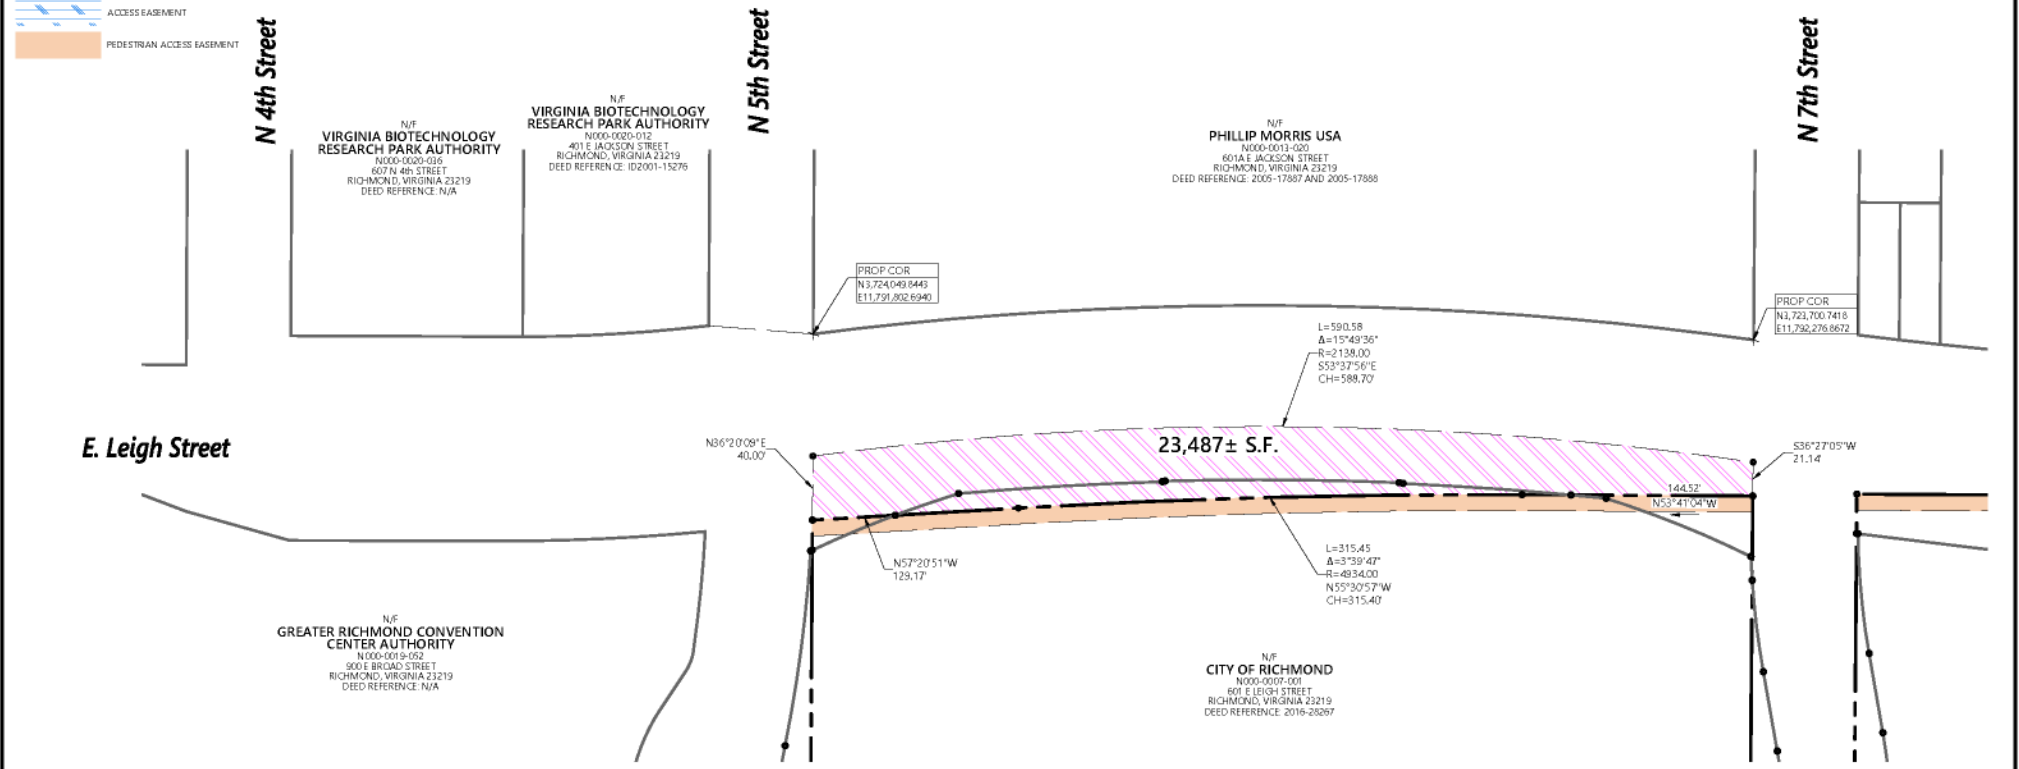 ACCESS EASEMENT
PEDESTRIAN ACCESS EASEMENT
N 4th Street
N 5th Street
N 7th Street
N/F
VIRGINIA BIOTECHNOLOGY
RESEARCH PARK AUTHORITY
N000-0020-036
607 N 4th STREET
RICHMOND, VIRGINIA 23219
DEED REFERENCE: N/A
N/F
VIRGINIA BIOTECHNOLOGY
RESEARCH PARK AUTHORITY
N000-0020-012
401 E JACKSON STREET
RICHMOND, VIRGINIA 23219
DEED REFERENCE: ID2001-15276
N/F
PHILLIP MORRIS USA
N000-0013-020
601A E JACKSON STREET
RICHMOND, VIRGINIA 23219
DEED REFERENCE: 2005-17887 AND 2005-17888
PROP COR
N3,724,049.8443
E11,791,802.6940
PROP COR
N3,723,700.7418
E11,792,276.8672
L=590.58
Δ=15°49'36"
R=2138.00
S53°37'56"E
CH=588.70'
E. Leigh Street
N36°20'09"E
40.00'
23,487± S.F.
S36°27'05"W
21.14'
144.52'
N53°41'04"W
N57°20'51"W
129.17'
L=315.45
Δ=3°39'47"
R=4934.00
N55°30'57"W
CH=315.40'
N/F
GREATER RICHMOND CONVENTION
CENTER AUTHORITY
N000-0019-052
900 E BROAD STREET
RICHMOND, VIRGINIA 23219
DEED REFERENCE: N/A
N/F
CITY OF RICHMOND
N000-0007-001
601 E LEIGH STREET
RICHMOND, VIRGINIA 23219
DEED REFERENCE: 2016-28267